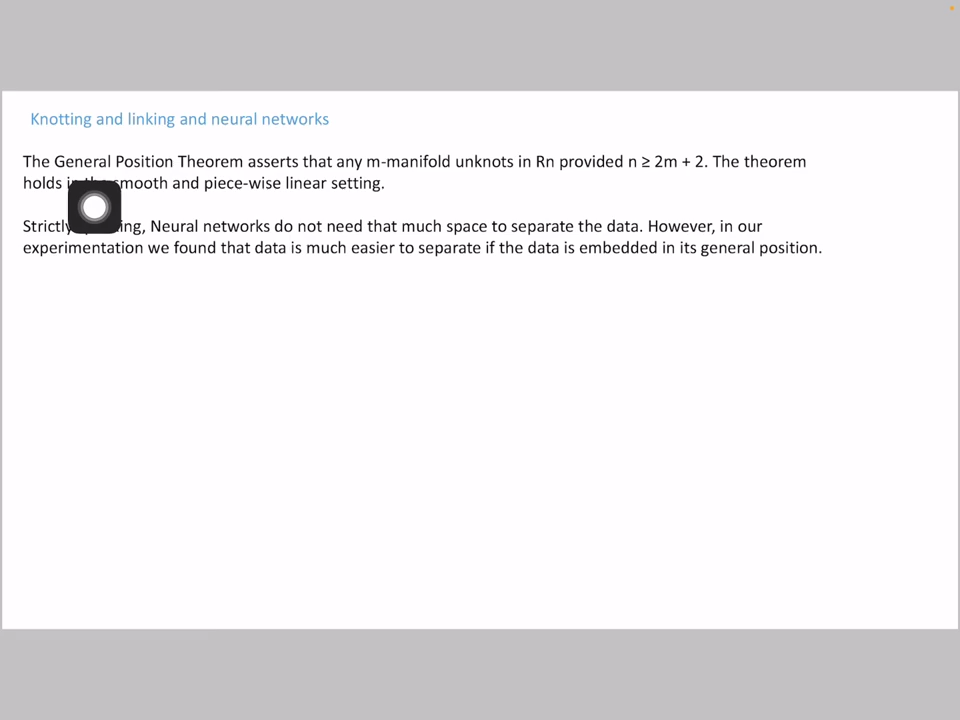 Knotting and linking and neural networks
The General Position Theorem asserts that any m-manifold unknots in Rn provided n ≥ 2m + 2. The theorem
holds in the smooth and piece-wise linear setting.
Strictly speaking, Neural networks do not need that much space to separate the data. However, in our
experimentation we found that data is much easier to separate if the data is embedded in its general position.